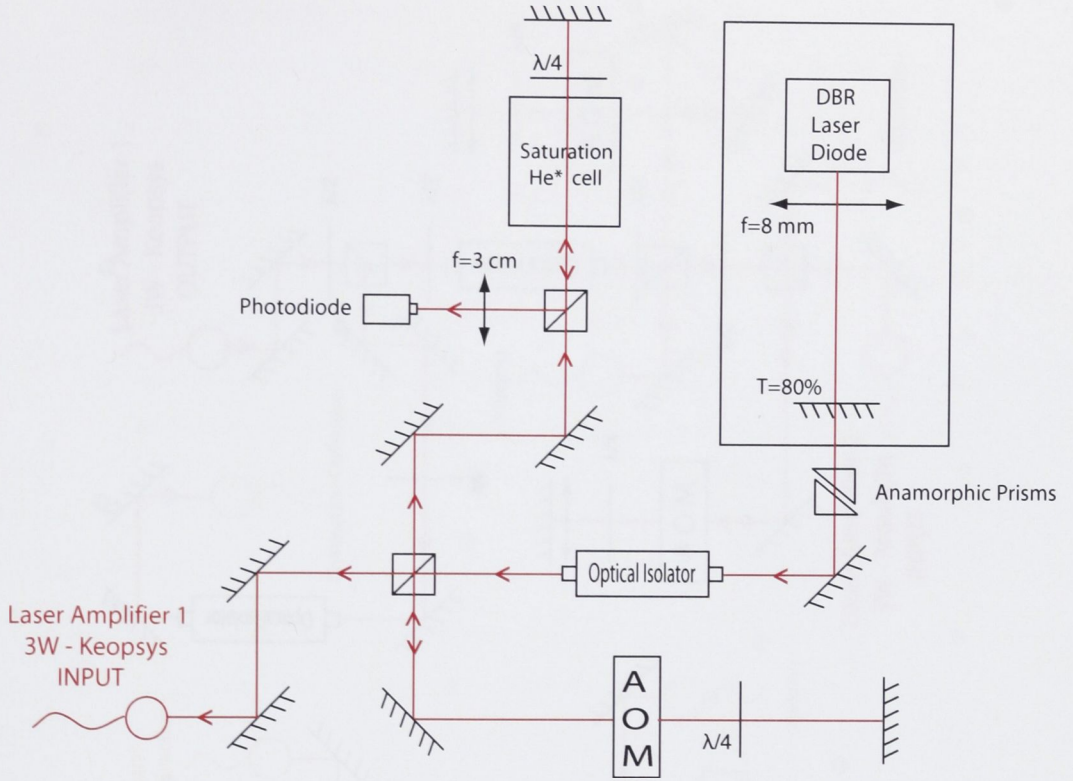 λ/4
Saturation
He* cell
DBR
Laser
Diode
f=8 mm
f=3 cm
Photodiode
T=80%
Anamorphic Prisms
Optical Isolator
Laser Amplifier 1
3W - Keopsys
INPUT
A
O
M
λ/4